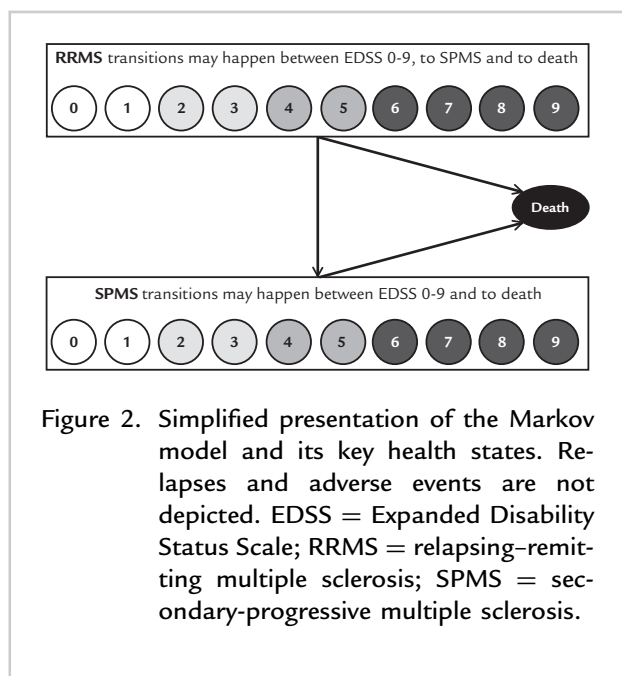 RRMS transitions may happen between EDSS 0-9, to SPMS and to death
0 1 2 3 4 5 6 7 8 9
Death
SPMS transitions may happen between EDSS 0-9 and to death
0 1 2 3 4 5 6 7 8 9
Figure 2. Simplified presentation of the Markov
model and its key health states. Re-
lapses and adverse events are not
depicted. EDSS = Expanded Disability
Status Scale; RRMS = relapsing–remit-
ting multiple sclerosis; SPMS = sec-
ondary-progressive multiple sclerosis.